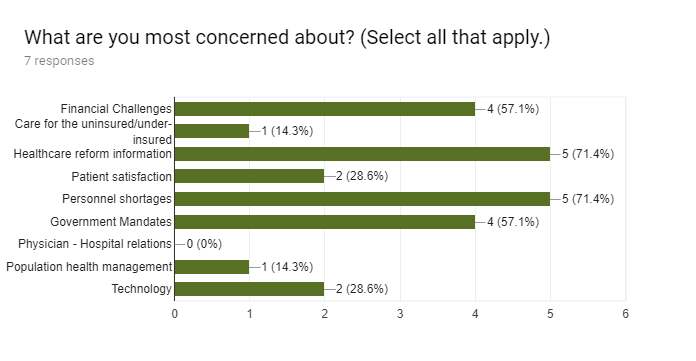 What are you most concerned about? (Select all that apply.)
7 responses
Financial Challenges 4 (57.1%)
Care for the uninsured/under-
insured 1 (14.3%)
Healthcare reform information 5 (71.4%)
Patient satisfaction 2 (28.6%)
Personnel shortages 5 (71.4%)
Government Mandates 4 (57.1%)
Physician - Hospital relations 0 (0%)
Population health management 1 (14.3%)
Technology 2 (28.6%)
0 1 2 3 4 5 6